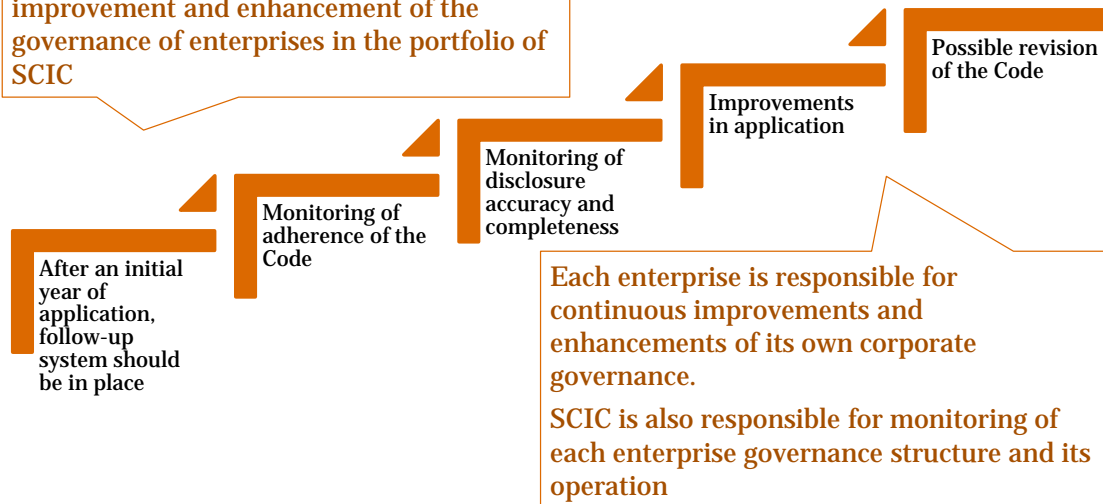 improvement and enhancement of the
governance of enterprises in the portfolio of
SCIC
Possible revision
of the Code
Improvements
in application
Monitoring of
disclosure
accuracy and
completeness
Monitoring of
adherence of the
Code
After an initial
year of
application,
follow-up
system should
be in place
Each enterprise is responsible for
continuous improvements and
enhancements of its own corporate
governance.
SCIC is also responsible for monitoring of
each enterprise governance structure and its
operation